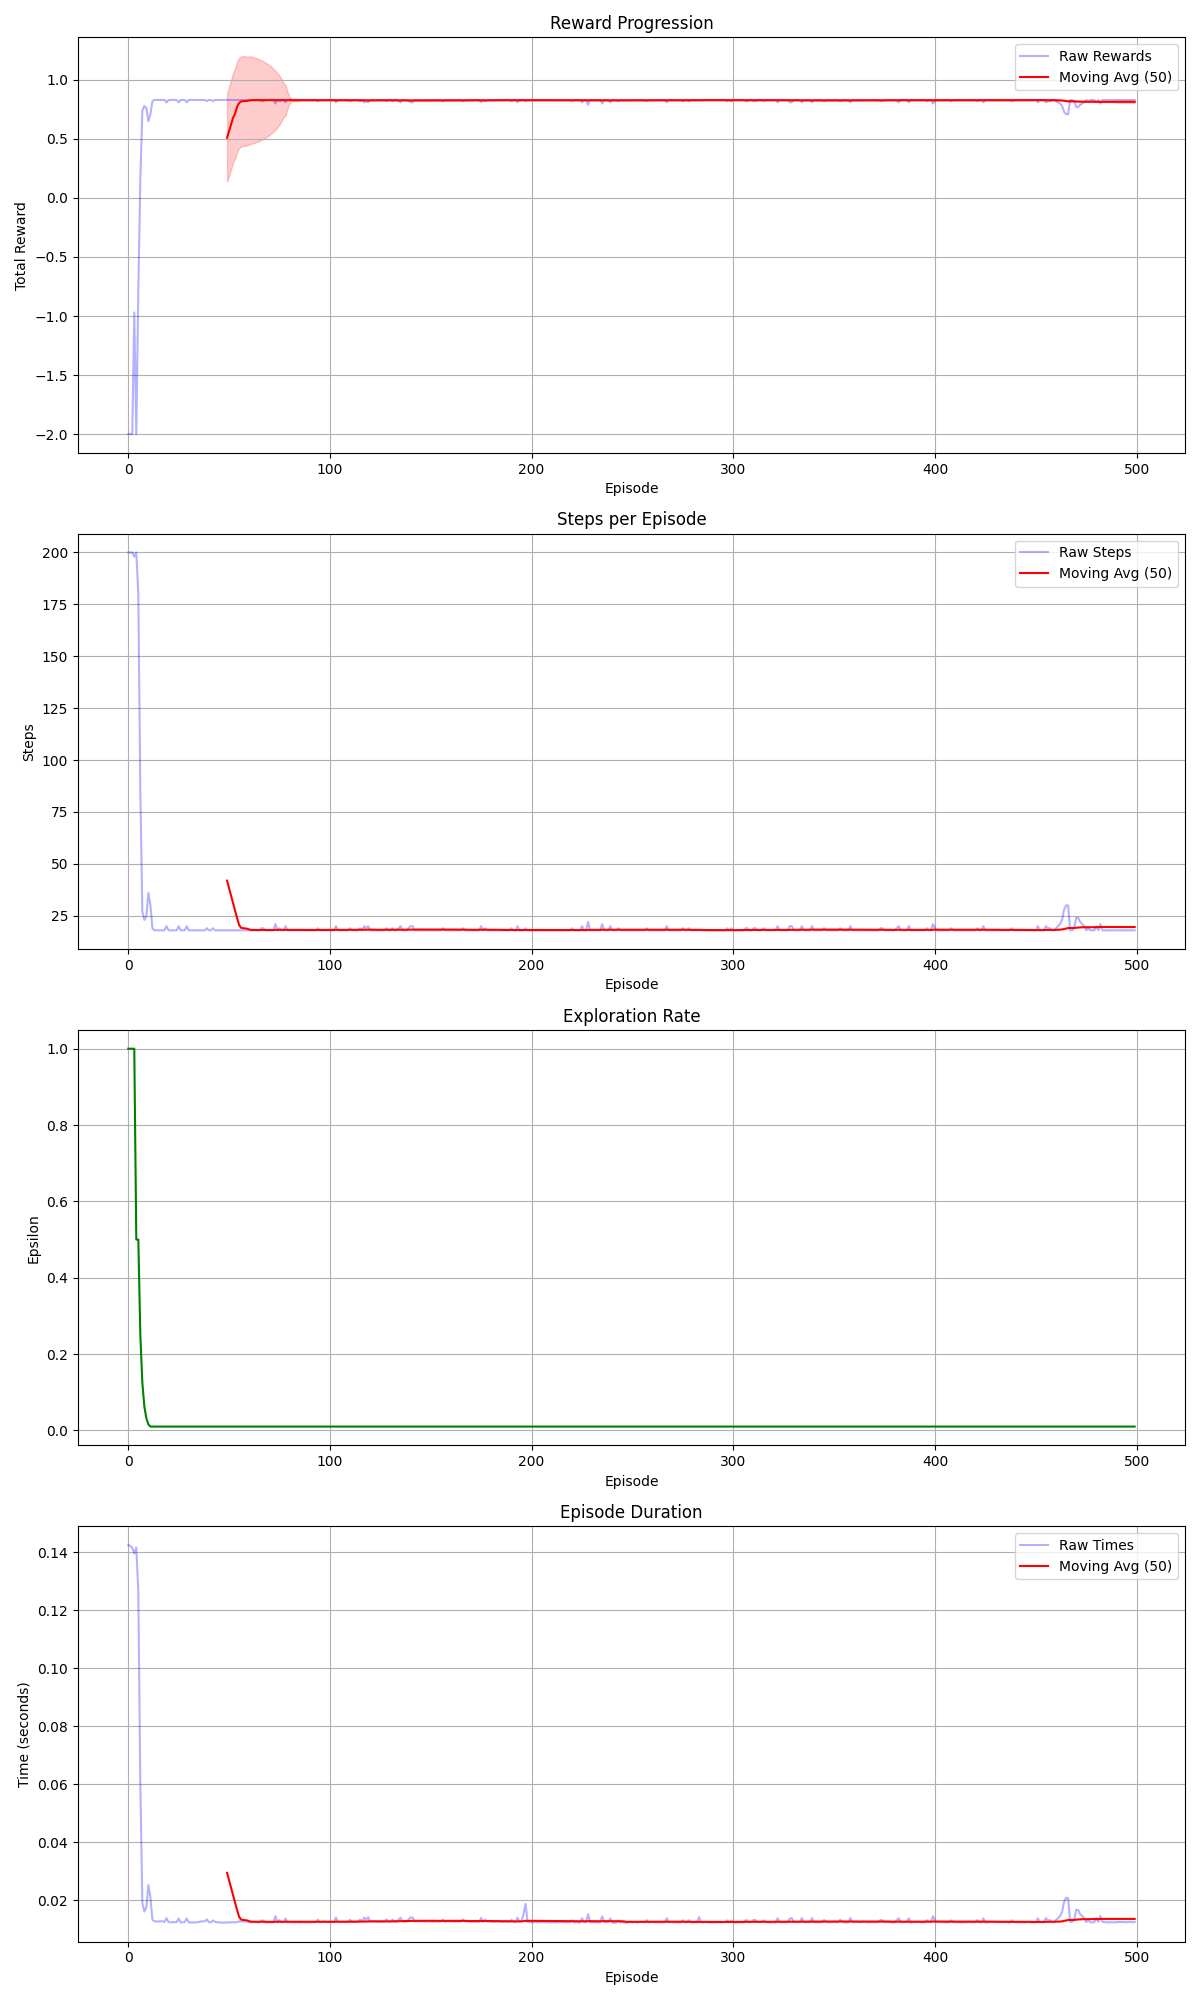 Reward Progression
Raw Rewards
Moving Avg (50)
1.0
0.5
0.0
−0.5
−1.0
−1.5
−2.0
Total Reward
0 100 200 300 400 500
Episode
Steps per Episode
Raw Steps
Moving Avg (50)
200
175
150
125
100
75
50
25
Steps
0 100 200 300 400 500
Episode
Exploration Rate
1.0
0.8
0.6
0.4
0.2
0.0
Epsilon
0 100 200 300 400 500
Episode
Episode Duration
Raw Times
Moving Avg (50)
0.14
0.12
0.10
0.08
0.06
0.04
0.02
Time (seconds)
0 100 200 300 400 500
Episode